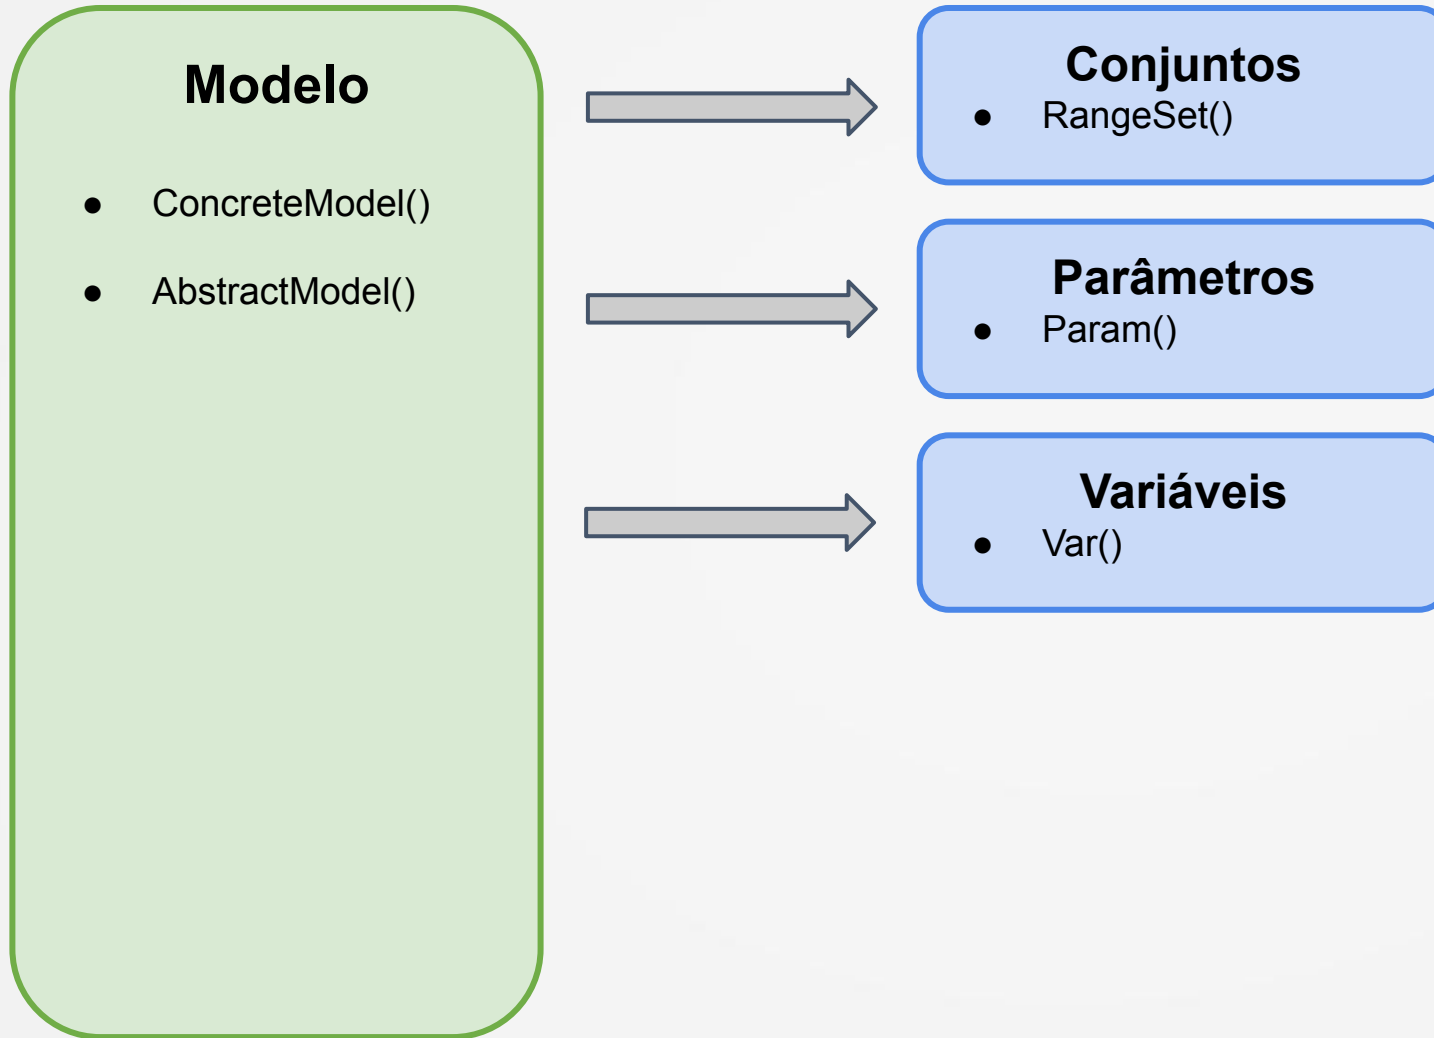 Modelo
● ConcreteModel()
● AbstractModel()
Conjuntos
● RangeSet()
Parâmetros
● Param()
Variáveis
● Var()